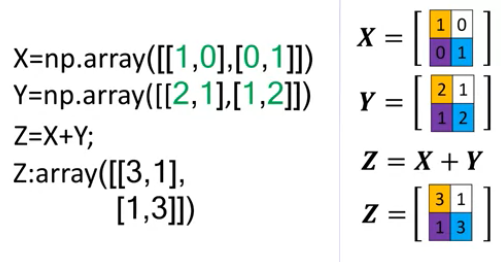 X=np.array([[1,0],[0,1]])
Y=np.array([[2,1],[1,2]])
Z=X+Y;
Z:array([[3,1],
[1,3]])
X = [ 1 0
0 1 ]
Y = [ 2 1
1 2 ]
Z = X + Y
Z = [ 3 1
1 3 ]